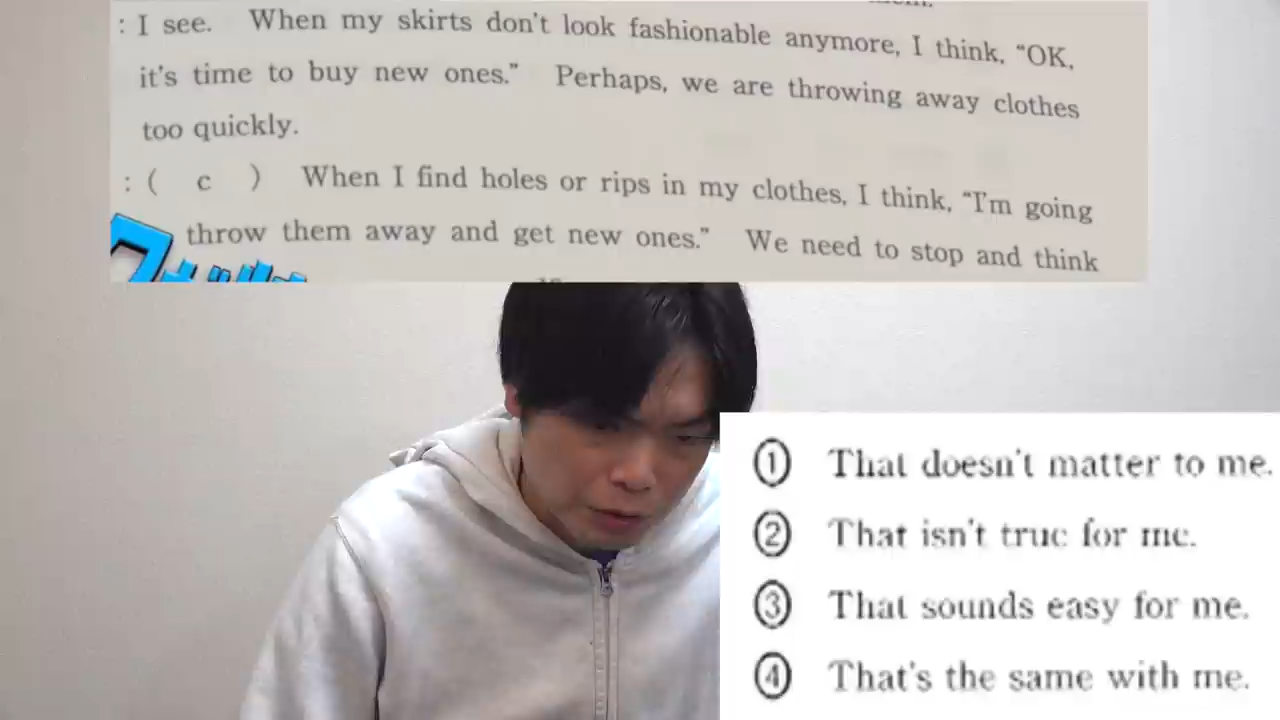 : I see. When my skirts don't look fashionable anymore, I think, “OK,
it's time to buy new ones.” Perhaps, we are throwing away clothes
too quickly.
: ( c ) When I find holes or rips in my clothes, I think, “I'm going
throw them away and get new ones.” We need to stop and think
① That doesn't matter to me.
② That isn't true for me.
③ That sounds easy for me.
④ That's the same with me.